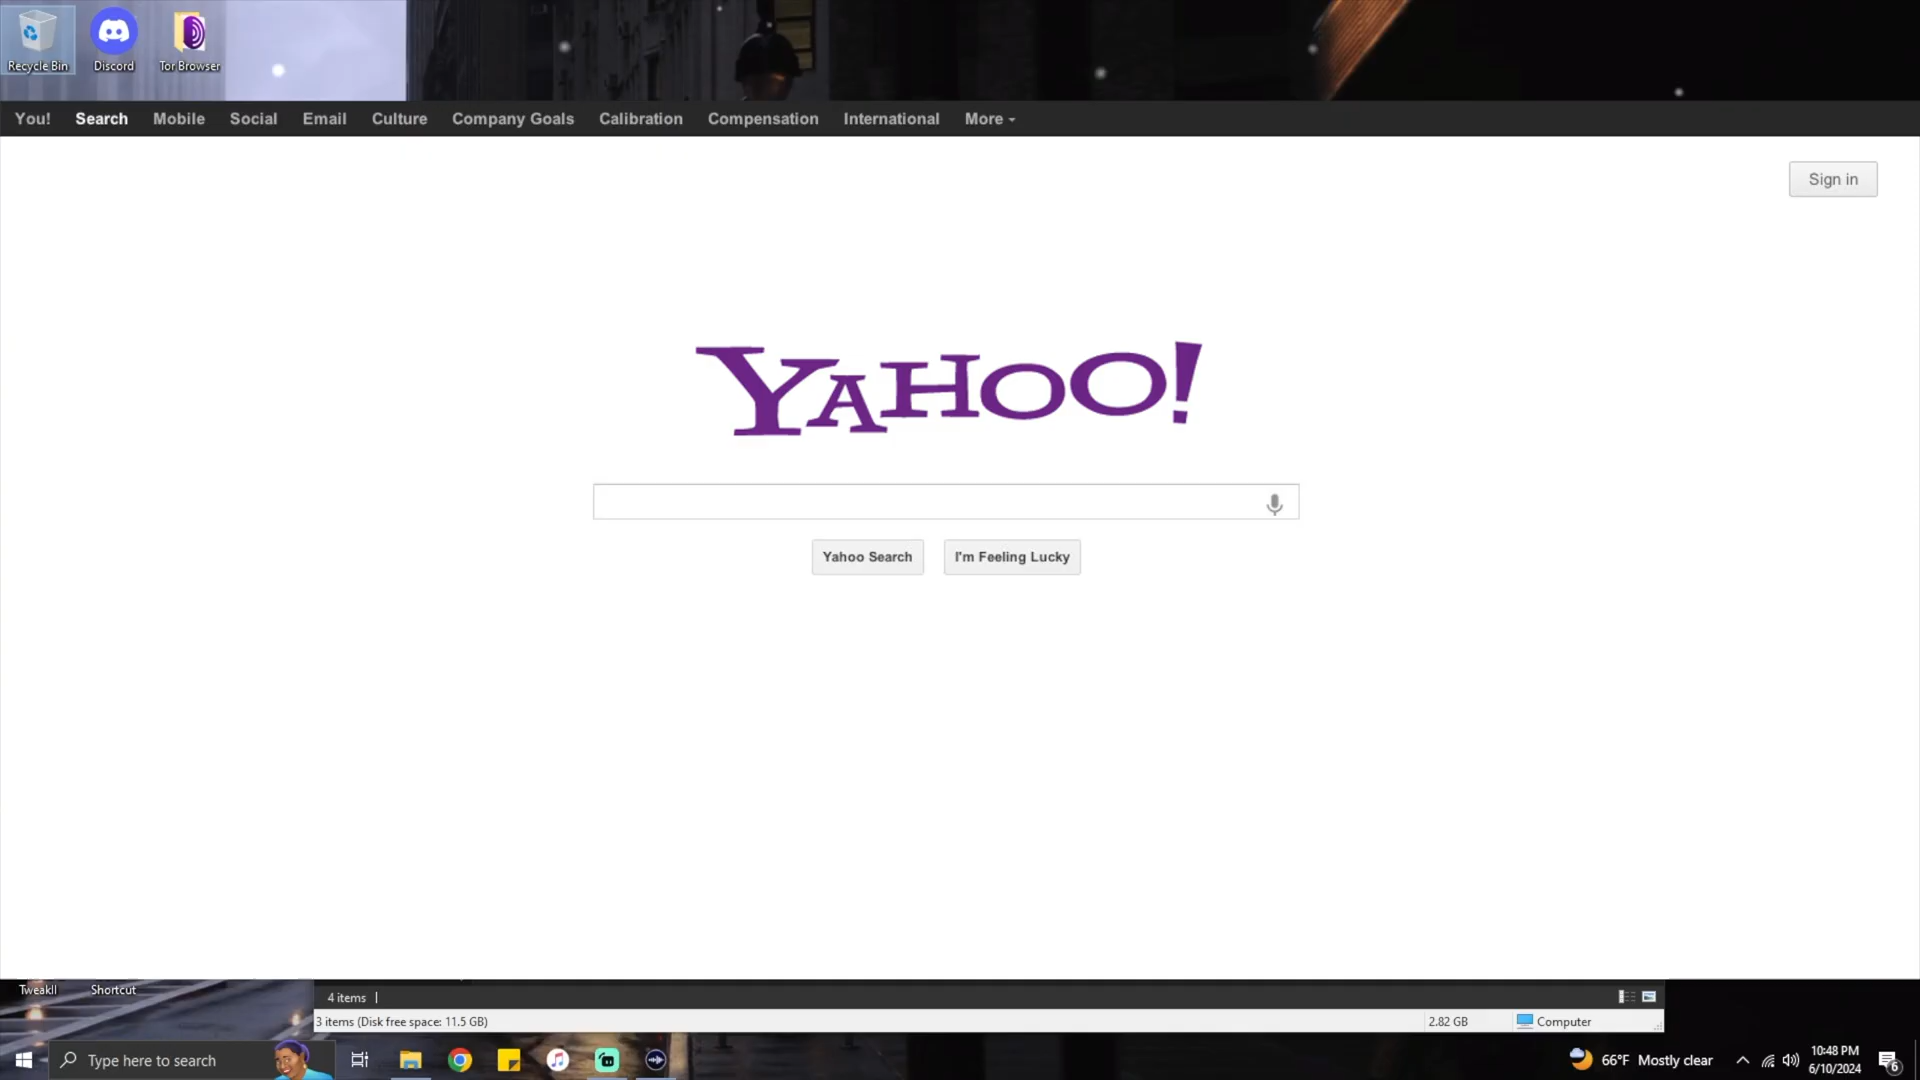 Recycle Bin
Discord
Tor Browser
You! Search Mobile Social Email Culture Company Goals Calibration Compensation International More
Sign in
YAHOO!
Yahoo Search I'm Feeling Lucky
TweakII Shortcut
4 items
3 items (Disk free space: 11.5 GB) 2.82 GB Computer
Type here to search
66°F Mostly clear
10:48 PM
6/10/2024
6